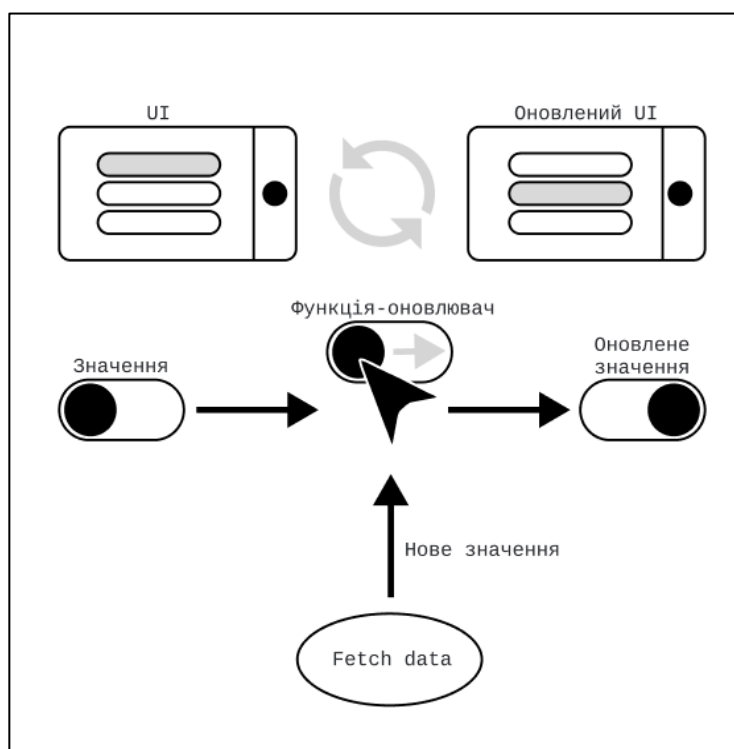 UI
Оновлений UI
Функція-оновлювач
Значення
Оновлене
значення
Нове значення
Fetch data